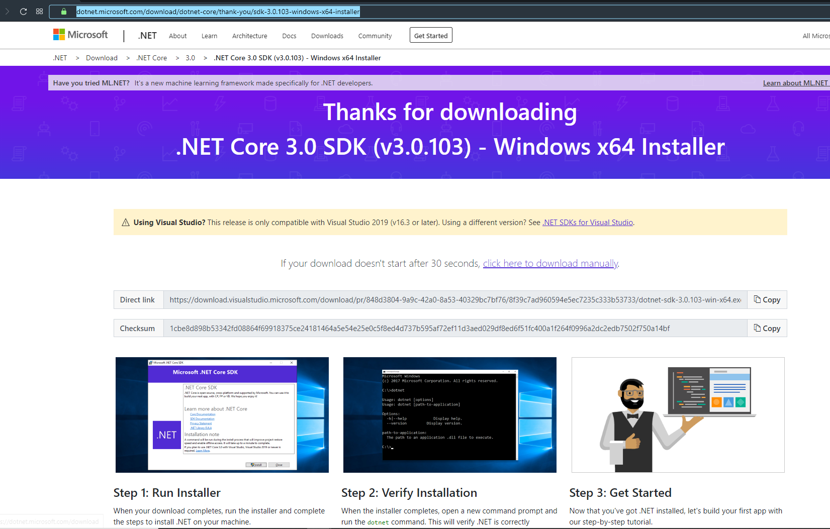 dotnet.microsoft.com/download/dotnet-core/thank-you/sdk-3.0.103-windows-x64-installer
Microsoft .NET About Learn Architecture Docs Downloads Community Get Started All Micros
.NET > Download > .NET Core > 3.0 > .NET Core 3.0 SDK (v3.0.103) - Windows x64 Installer
Have you tried ML.NET? It's a new machine learning framework made specifically for .NET developers. Learn about ML.NET
Thanks for downloading
.NET Core 3.0 SDK (v3.0.103) - Windows x64 Installer
Using Visual Studio? This release is only compatible with Visual Studio 2019 (v16.3 or later). Using a different version? See .NET SDKs for Visual Studio.
If your download doesn't start after 30 seconds, click here to download manually.
Direct link https://download.visualstudio.microsoft.com/download/pr/848d3804-9a9c-42a0-8a53-40329bc7bf76/8f39c7ad960594e5ec7235c333b53733/dotnet-sdk-3.0.103-win-x64.ex Copy
Checksum 1cbe8d898b53342fd08864f69918375ce24181464a5e54e25e0c5f8ed4d737b595af72ef11d3aed029df8ed6f51fc400a1f264f0996a2dc2edb7502f750a14bf Copy
Microsoft .NET Core SDK
.NET Core SDK
Learn more about .NET Core
Installation note
.NET
Microsoft Windows
(c) 2017 Microsoft Corporation. All rights reserved.
Usage: dotnet [options]
Usage: dotnet [path-to-application]
Options:
-h|--help Display help.
--version Display version.
path-to-application:
The path to an application .dll file to execute.
Step 1: Run Installer
When your download completes, run the installer and complete
the steps to install .NET on your machine.
Step 2: Verify Installation
When the installer completes, open a new command prompt and
run the dotnet command. This will verify .NET is correctly
Step 3: Get Started
Now that you've got .NET installed, let's build your first app with
our step-by-step tutorial.